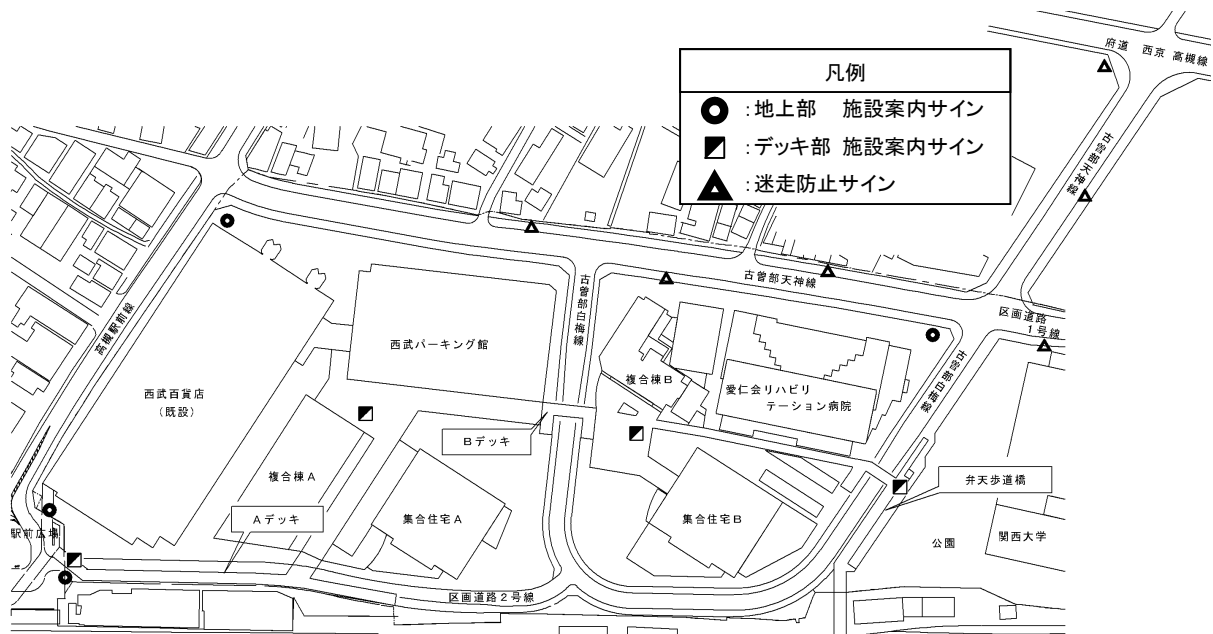 凡例
：地上部　施設案内サイン
：デッキ部 施設案内サイン
：迷走防止サイン
府道　西京 高槻線
古曽部天神線
古曽部天神線
区画道路
1号線
高槻駅前線
古曽部白梅線
西武パーキング館
複合棟B
愛仁会リハビリ
テーション病院
古曽部白梅線
西武百貨店
（既設）
Bデッキ
複合棟A
弁天歩道橋
Aデッキ
集合住宅A
集合住宅B
駅前広場
公園
関西大学
区画道路2号線